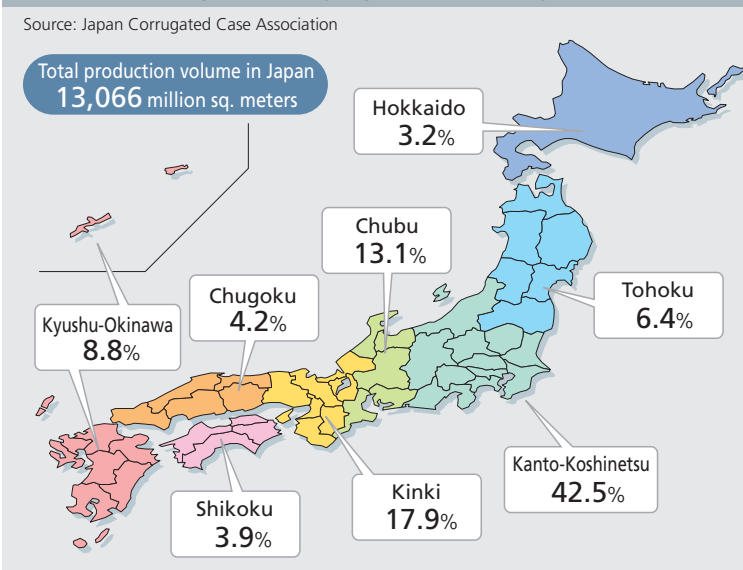 Source: Japan Corrugated Case Association
Total production volume in Japan
13,066 million sq. meters
Hokkaido
3.2%
Chubu
13.1%
Tohoku
6.4%
Chugoku
4.2%
Kyushu-Okinawa
8.8%
Kanto-Koshinetsu
42.5%
Kinki
17.9%
Shikoku
3.9%